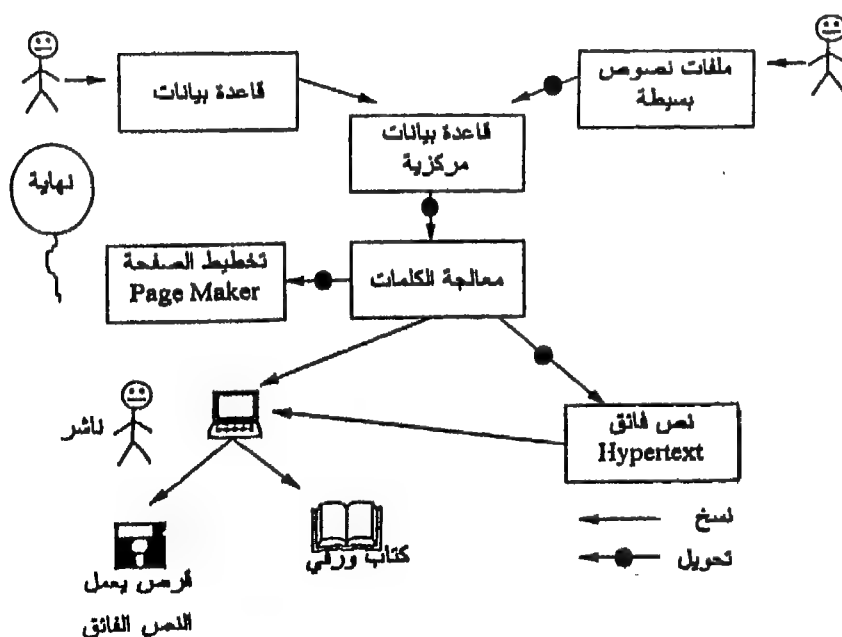 ملفات نصوص
بسيطة
قاعدة بيانات
قاعدة بيانات
مركزية
نهاية
معالجة الكلمات
تخطيط الصفحة
Page Maker
ناشر
نص فائق
Hypertext
نسخ
تحويل
كتاب ورقي
قرص يعمل
النص الفائق